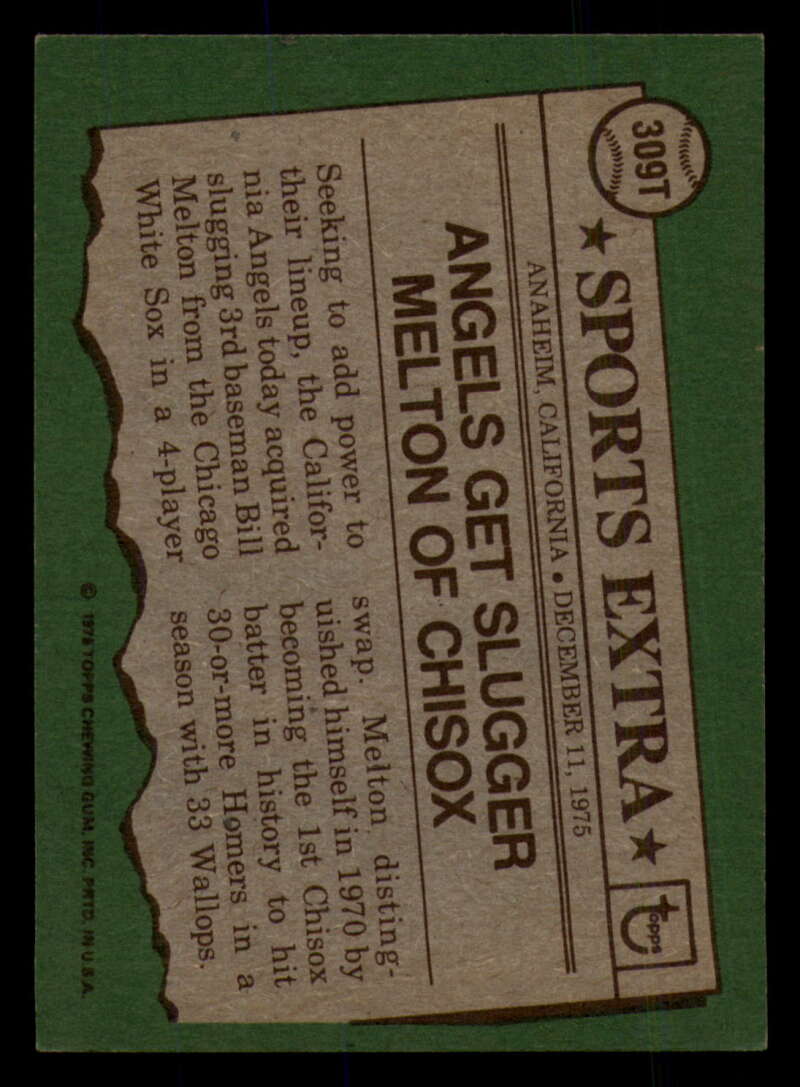 309T
★ SPORTS EXTRA ★
topps
ANAHEIM, CALIFORNIA • DECEMBER 11, 1975
ANGELS GET SLUGGER
MELTON OF CHISOX
Seeking to add power to
their lineup, the Califor-
nia Angels today acquired
slugging 3rd baseman Bill
Melton from the Chicago
White Sox in a 4-player
swap. Melton disting-
uished himself in 1970 by
becoming the 1st Chisox
batter in history to hit
30-or-more Homers in a
season with 33 Wallops.
© 1976 TOPPS CHEWING GUM, INC. PRTD. IN U.S.A.